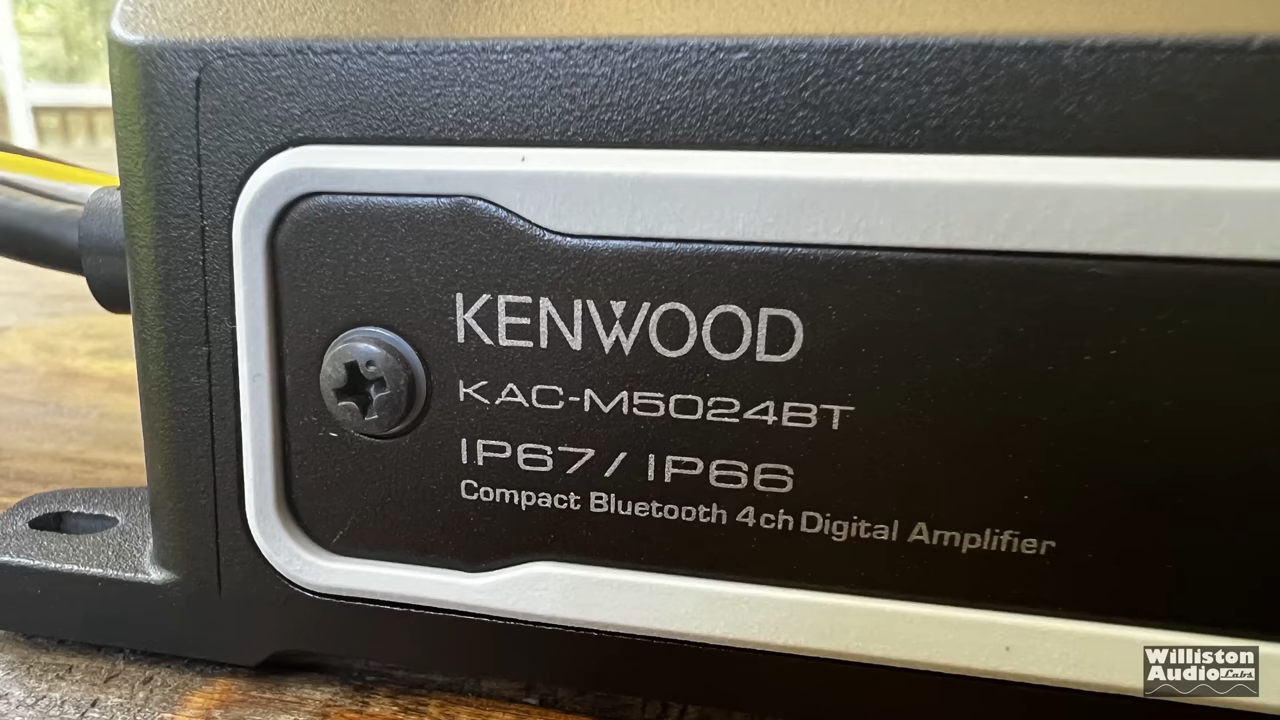 KENWOOD
KAC-M5024BT
IP67/ IP66
Compact Bluetooth 4ch Digital Amplifier
Williston
Audio Labs